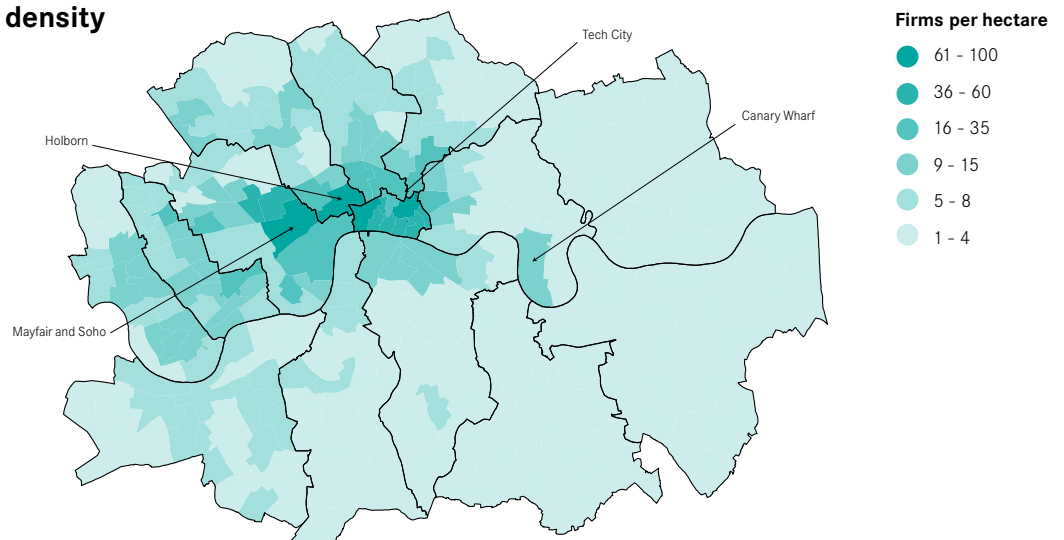 density
Tech City
Canary Wharf
Holborn
Mayfair and Soho
Firms per hectare
61 - 100
36 - 60
16 - 35
9 - 15
5 - 8
1 - 4